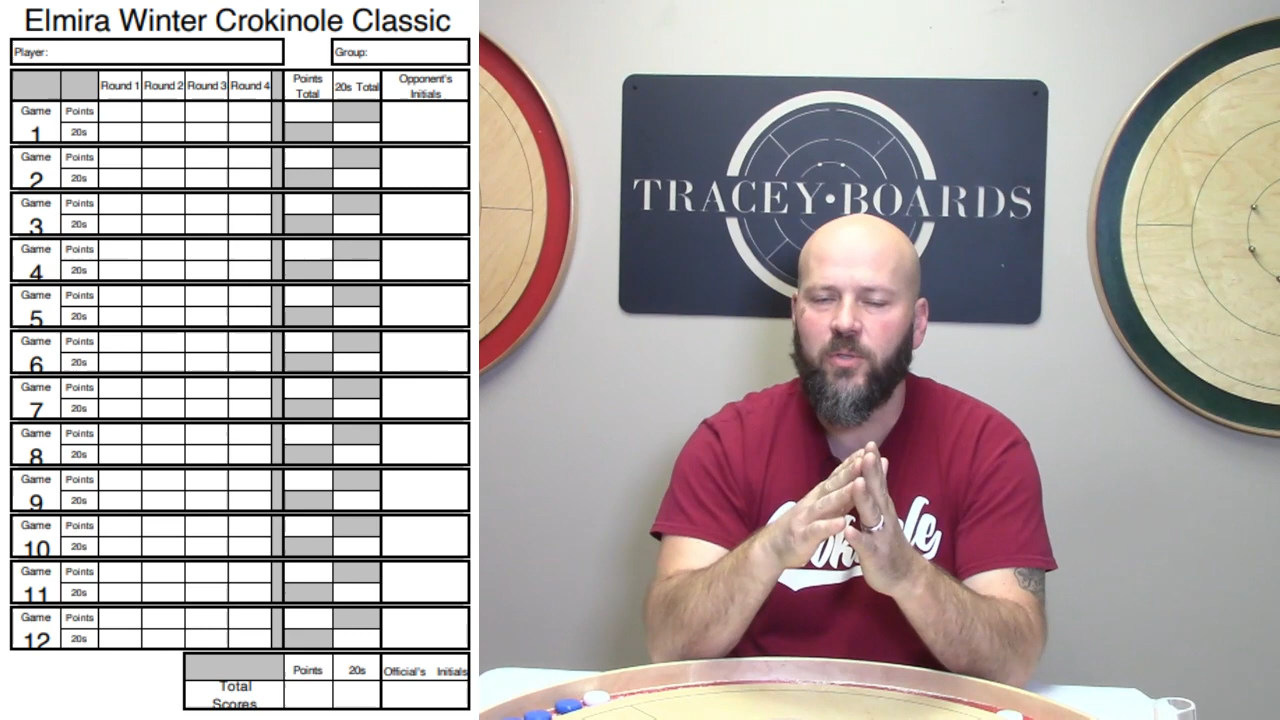 Elmira Winter Crokinole Classic
Player: Group:
Round 1 Round 2 Round 3 Round 4 Points Total 20s Total Opponent's Initials
Game 1 Points
20s
Game 2 Points
20s
Game 3 Points
20s
Game 4 Points
20s
Game 5 Points
20s
Game 6 Points
20s
Game 7 Points
20s
Game 8 Points
20s
Game 9 Points
20s
Game 10 Points
20s
Game 11 Points
20s
Game 12 Points
20s
Points 20s Official's Initials
Total Scores
TRACEY•BOARDS